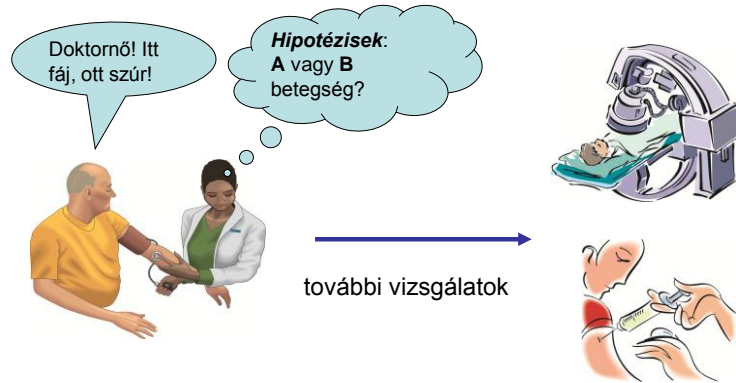 Doktornő! Itt
fáj, ott szúr!
Hipotézisek:
A vagy B
betegség?
további vizsgálatok